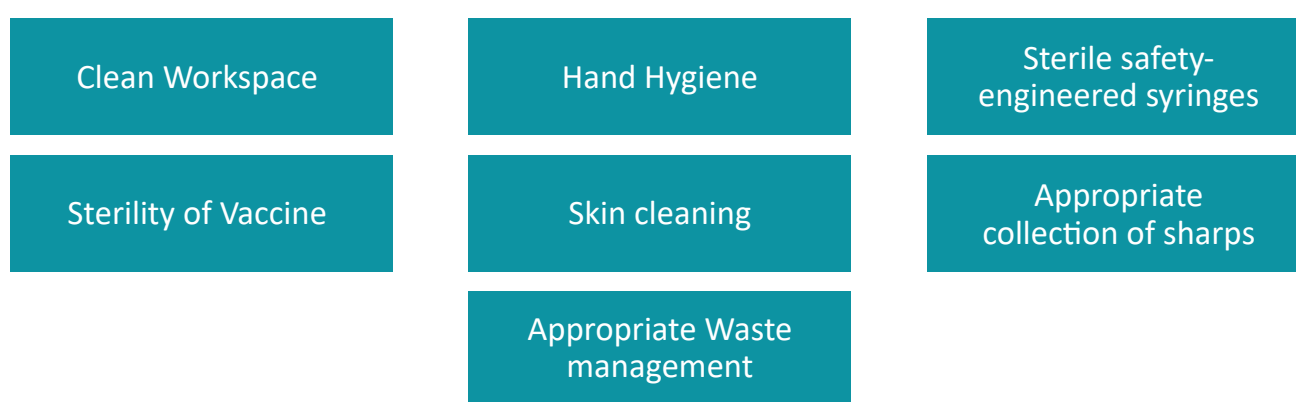 Clean Workspace
Hand Hygiene
Sterile safety-
engineered syringes
Sterility of Vaccine
Skin cleaning
Appropriate
collection of sharps
Appropriate Waste
management